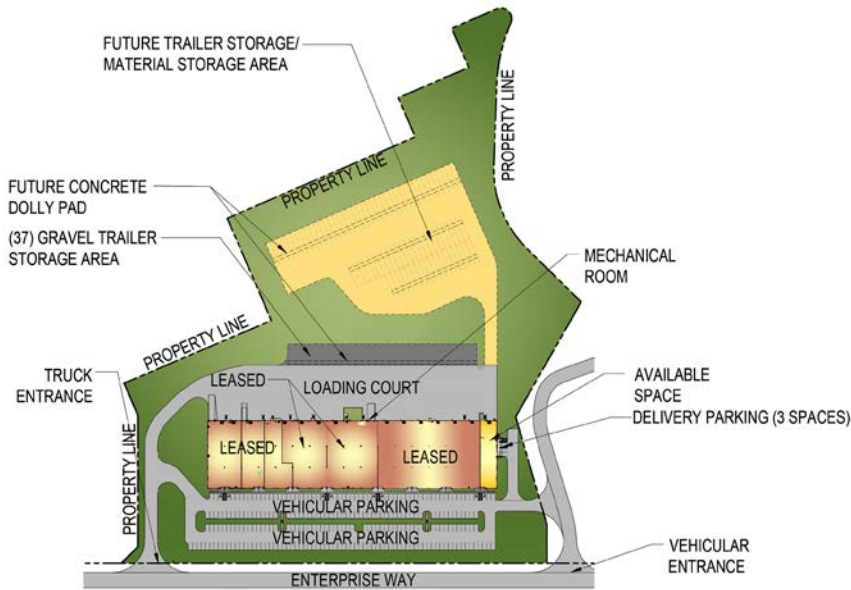 FUTURE TRAILER STORAGE/
MATERIAL STORAGE AREA
PROPERTY LINE
PROPERTY LINE
FUTURE CONCRETE
DOLLY PAD
(37) GRAVEL TRAILER
STORAGE AREA
MECHANICAL
ROOM
PROPERTY LINE
TRUCK
ENTRANCE
LEASED
LOADING COURT
AVAILABLE
SPACE
DELIVERY PARKING (3 SPACES)
LEASED
LEASED
PROPERTY LINE
VEHICULAR PARKING
VEHICULAR PARKING
VEHICULAR
ENTRANCE
ENTERPRISE WAY